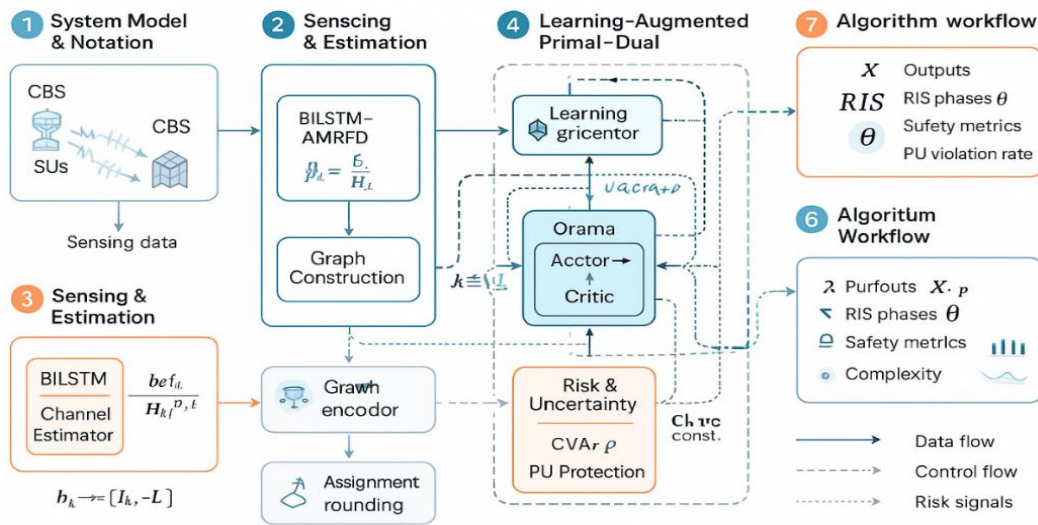 1 System Model
& Notation
CBS
CBS
SUs
Sensing data
2 Senscing
& Estimation
BILSTM-
AMRFD
Graph
Construction
3 Sensing &
Estimation
BILSTM
Channel
Estimator
Grawh
encodor
Assignment
rounding
4 Learning-Augmented
Primal-Dual
Learning
gricentor
Orama
Acctor
Critic
Risk &
Uncertainty
CVAr ρ
PU Protection
const.
7 Algorithm workflow
X Outputs
RIS RIS phases θ
θ Safety metrics
PU violation rate
6 Algoritum
Workflow
Purfouts X· p
RIS phases θ
Safety metrics
Complexity
Data flow
Control flow
Risk signals